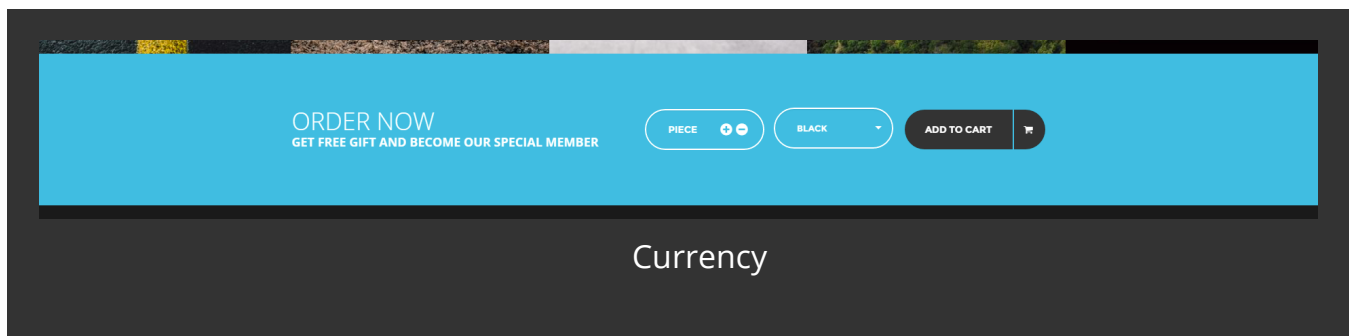 ORDER NOW
GET FREE GIFT AND BECOME OUR SPECIAL MEMBER
PIECE
BLACK
ADD TO CART
Currency